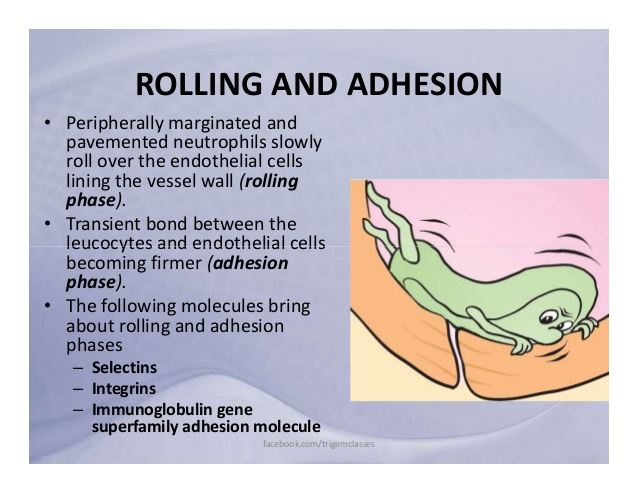 ROLLING AND ADHESION
• Peripherally marginated and
pavemented neutrophils slowly
roll over the endothelial cells
lining the vessel wall (rolling
phase).
• Transient bond between the
leucocytes and endothelial cells
becoming firmer (adhesion
phase).
• The following molecules bring
about rolling and adhesion
phases
– Selectins
– Integrins
– Immunoglobulin gene
superfamily adhesion molecule
facebook.com/trigemclasses